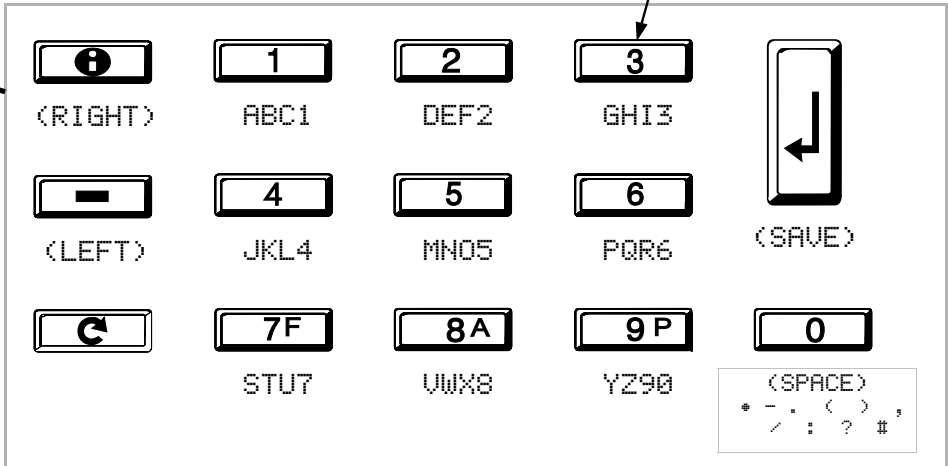 1 2 3
(RIGHT) ABC1 DEF2 GHI3
4 5 6
(LEFT) JKL4 MNO5 PQR6 (SAVE)
7F 8A 9P 0
STU7 VWX8 YZ90 (SPACE)
• - . ( ) ,
/ : ? #